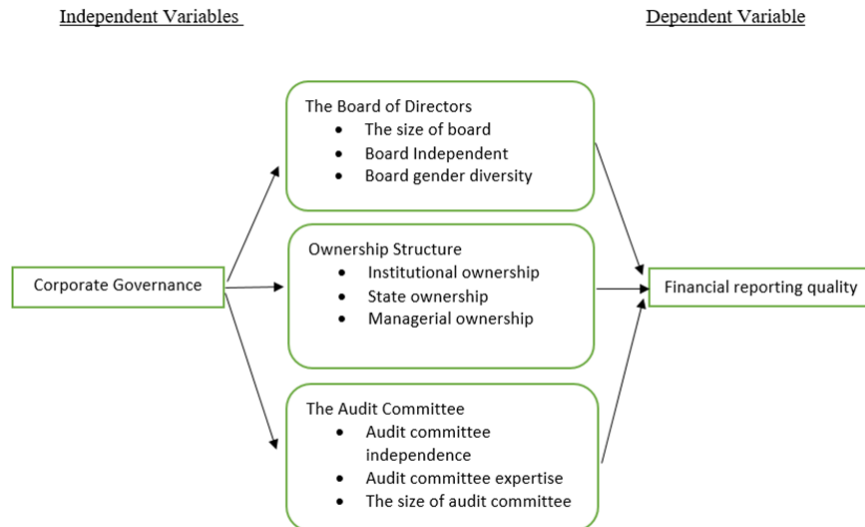 Independent Variables
Dependent Variable
The Board of Directors
• The size of board
• Board Independent
• Board gender diversity
Corporate Governance
Ownership Structure
• Institutional ownership
• State ownership
• Managerial ownership
Financial reporting quality
The Audit Committee
• Audit committee
independence
• Audit committee expertise
• The size of audit committee